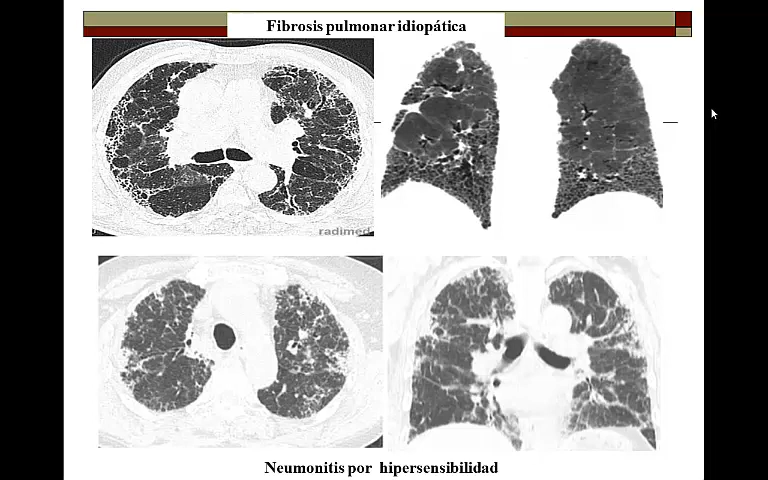 Fibrosis pulmonar idiopática
radimed
Neumonitis por hipersensibilidad